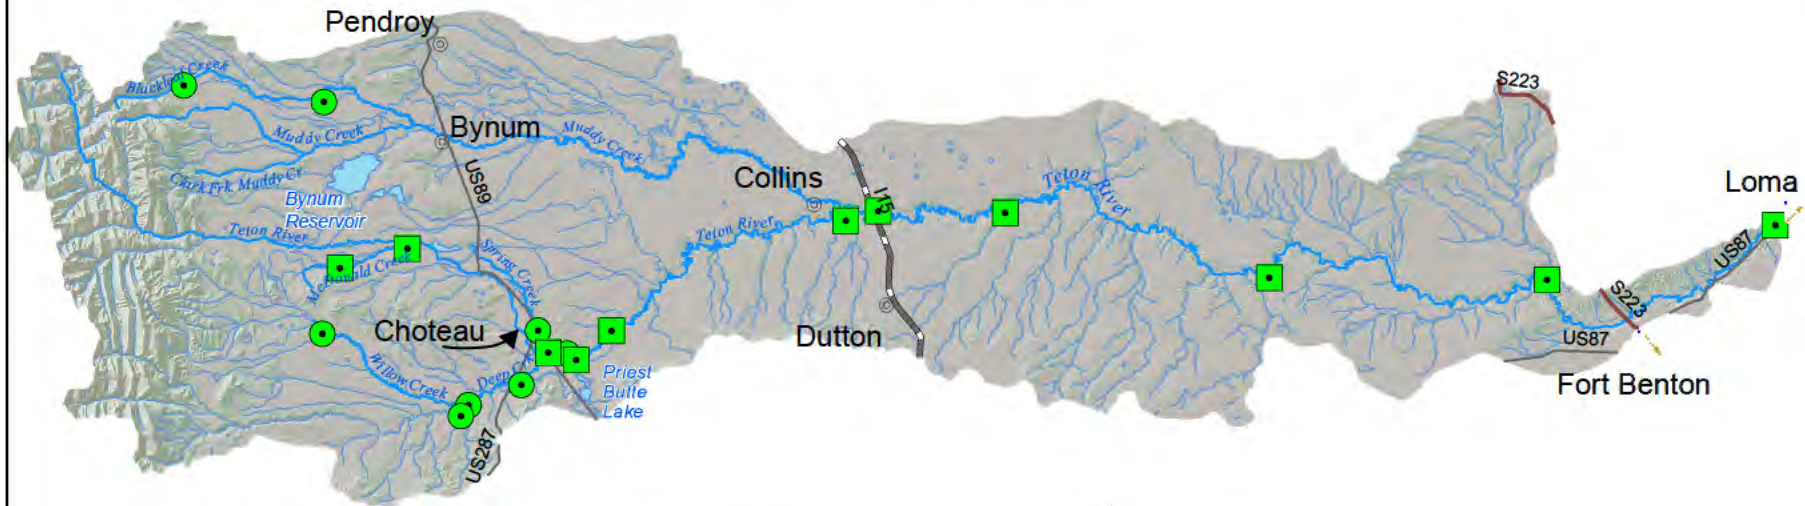 Pendroy
S223
Blackleaf Creek
Muddy Creek
Bynum
Muddy Creek
Clark Frk. Muddy Cr.
US89
Collins
Teton River
Loma
Bynum
Reservoir
I15
Teton River
Teton River
Spring Creek
McDonald Creek
US87
S223
Choteau
Dutton
US87
Willow Creek
Deep Cr.
Priest
Butte
Lake
Fort Benton
US287